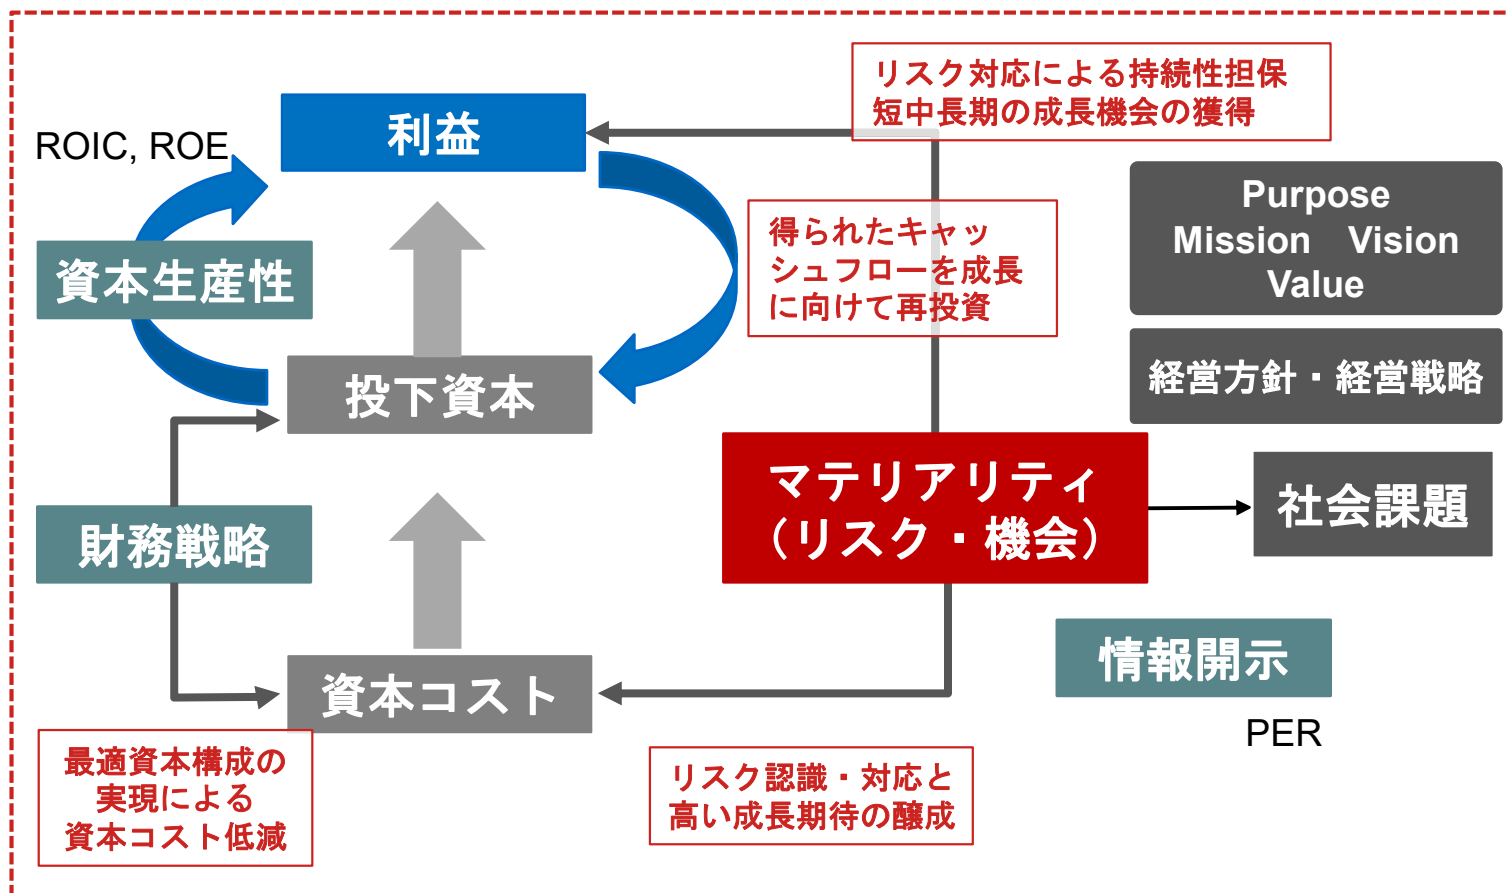 リスク対応による持続性担保
短中長期の成長機会の獲得
利益
ROIC, ROE
Purpose
Mission Vision
Value
得られたキャッ
シュフローを成長
に向けて再投資
資本生産性
経営方針・経営戦略
投下資本
マテリアリティ
（リスク・機会）
社会課題
財務戦略
情報開示
資本コスト
PER
最適資本構成の
実現による
資本コスト低減
リスク認識・対応と
高い成長期待の醸成